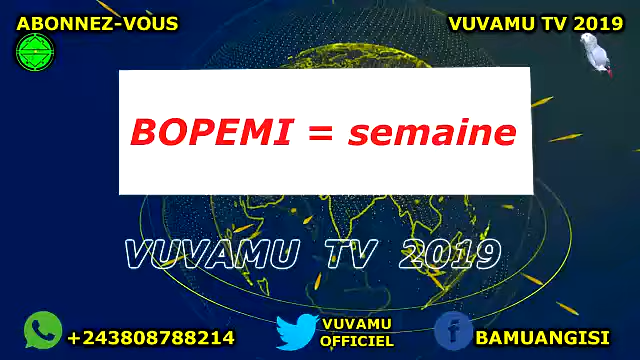 ABONNEZ-VOUS
VUVAMU TV 2019
BOPEMI = semaine
VUVAMU TV 2019
+243808788214
VUVAMU
OFFICIEL
BAMUANGISI